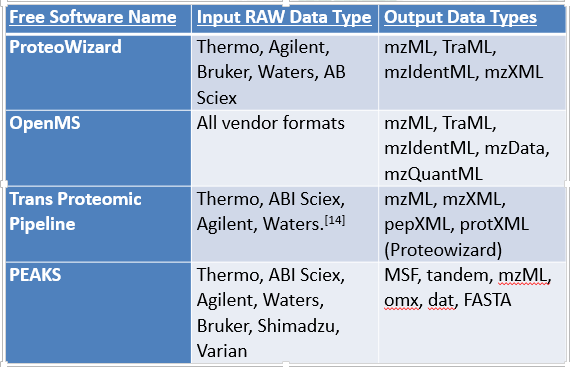 Free Software Name
Input RAW Data Type
Output Data Types
ProteoWizard
Thermo, Agilent,
Bruker, Waters, AB
Sciex
mzML, TraML,
mzIdentML, mzXML
OpenMS
All vendor formats
mzML, TraML,
mzIdentML, mzData,
mzQuantML
Trans Proteomic
Pipeline
Thermo, ABI Sciex,
Agilent, Waters.[14]
mzML, mzXML,
pepXML, protXML
(Proteowizard)
PEAKS
Thermo, ABI Sciex,
Agilent, Waters,
Bruker, Shimadzu,
Varian
MSF, tandem, mzML,
omx, dat, FASTA